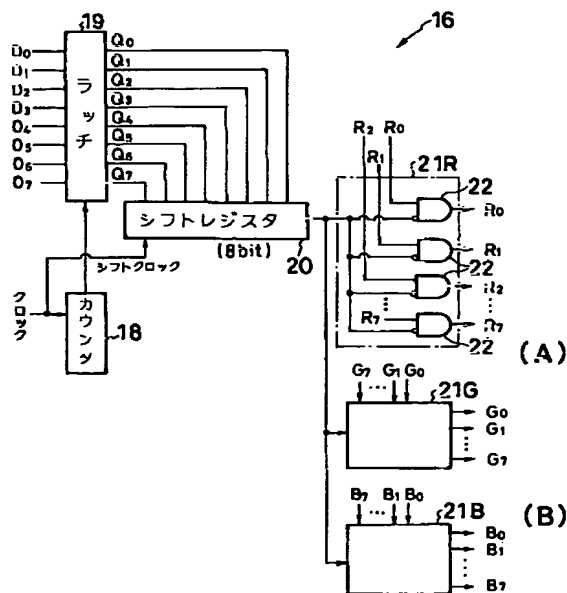 19
16
D0
D1
D2
D3
D4
D5
D6
D7
ラッチ
Q0
Q1
Q2
Q3
Q4
Q5
Q6
Q7
シフトレジスタ
(8bit)
20
シフトクロック
クロック
カウンタ
18
R2 R0
R1
21R
22
R0
R1
22
22
R2
R7
R7
22
(A)
G7 ... G1 G0
21G
G0
G1
G7
B7 ... B1 B0
21B
(B)
B0
B1
B7